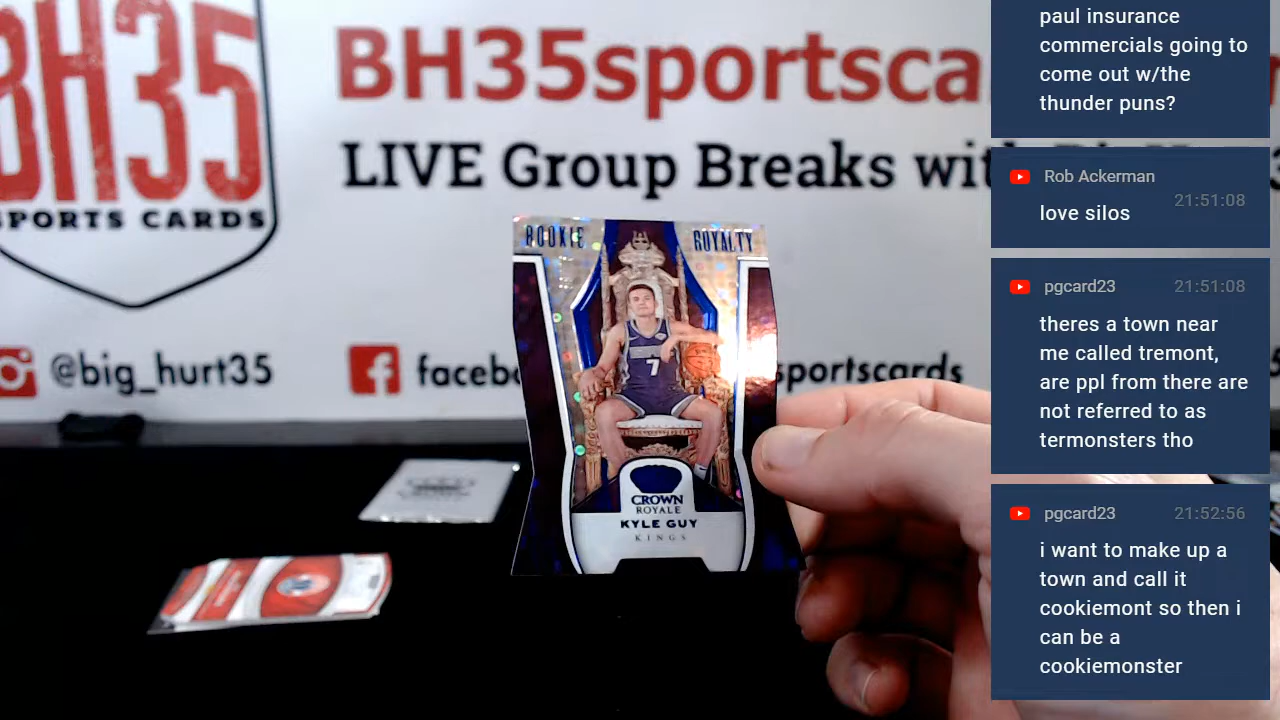 BH35
SPORTS CARDS
BH35sportsca
LIVE Group Breaks
@big_hurt35
sportscards
ROOKIE ROYALTY
7
CROWN
ROYALE
KYLE GUY
KINGS
paul insurance
commercials going to
come out w/the
thunder puns?
Rob Ackerman
21:51:08
love silos
pgcard23 21:51:08
theres a town near
me called tremont,
are ppl from there are
not referred to as
termonsters tho
pgcard23 21:52:56
i want to make up a
town and call it
cookiemont so then i
can be a
cookiemonster